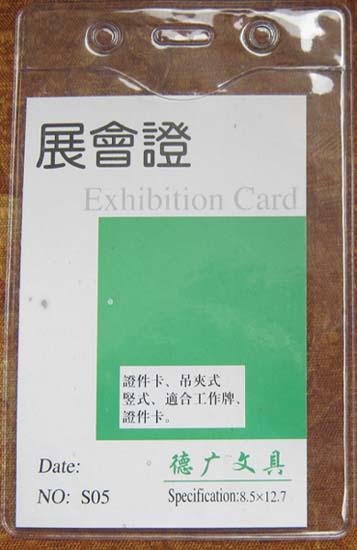 展會證
Exhibition Card
證件卡、吊夾式
竪式、適合工作牌、
證件卡。
Date:
德广文具
NO: S05
Specification:8.5×12.7